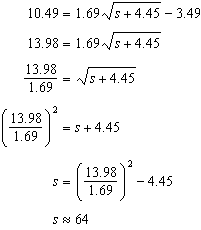 10.49 = 1.69√(s + 4.45) − 3.49
13.98 = 1.69√(s + 4.45)
13.98/1.69 = √(s + 4.45)
(13.98/1.69)² = s + 4.45
s = (13.98/1.69)² − 4.45
s ≈ 64